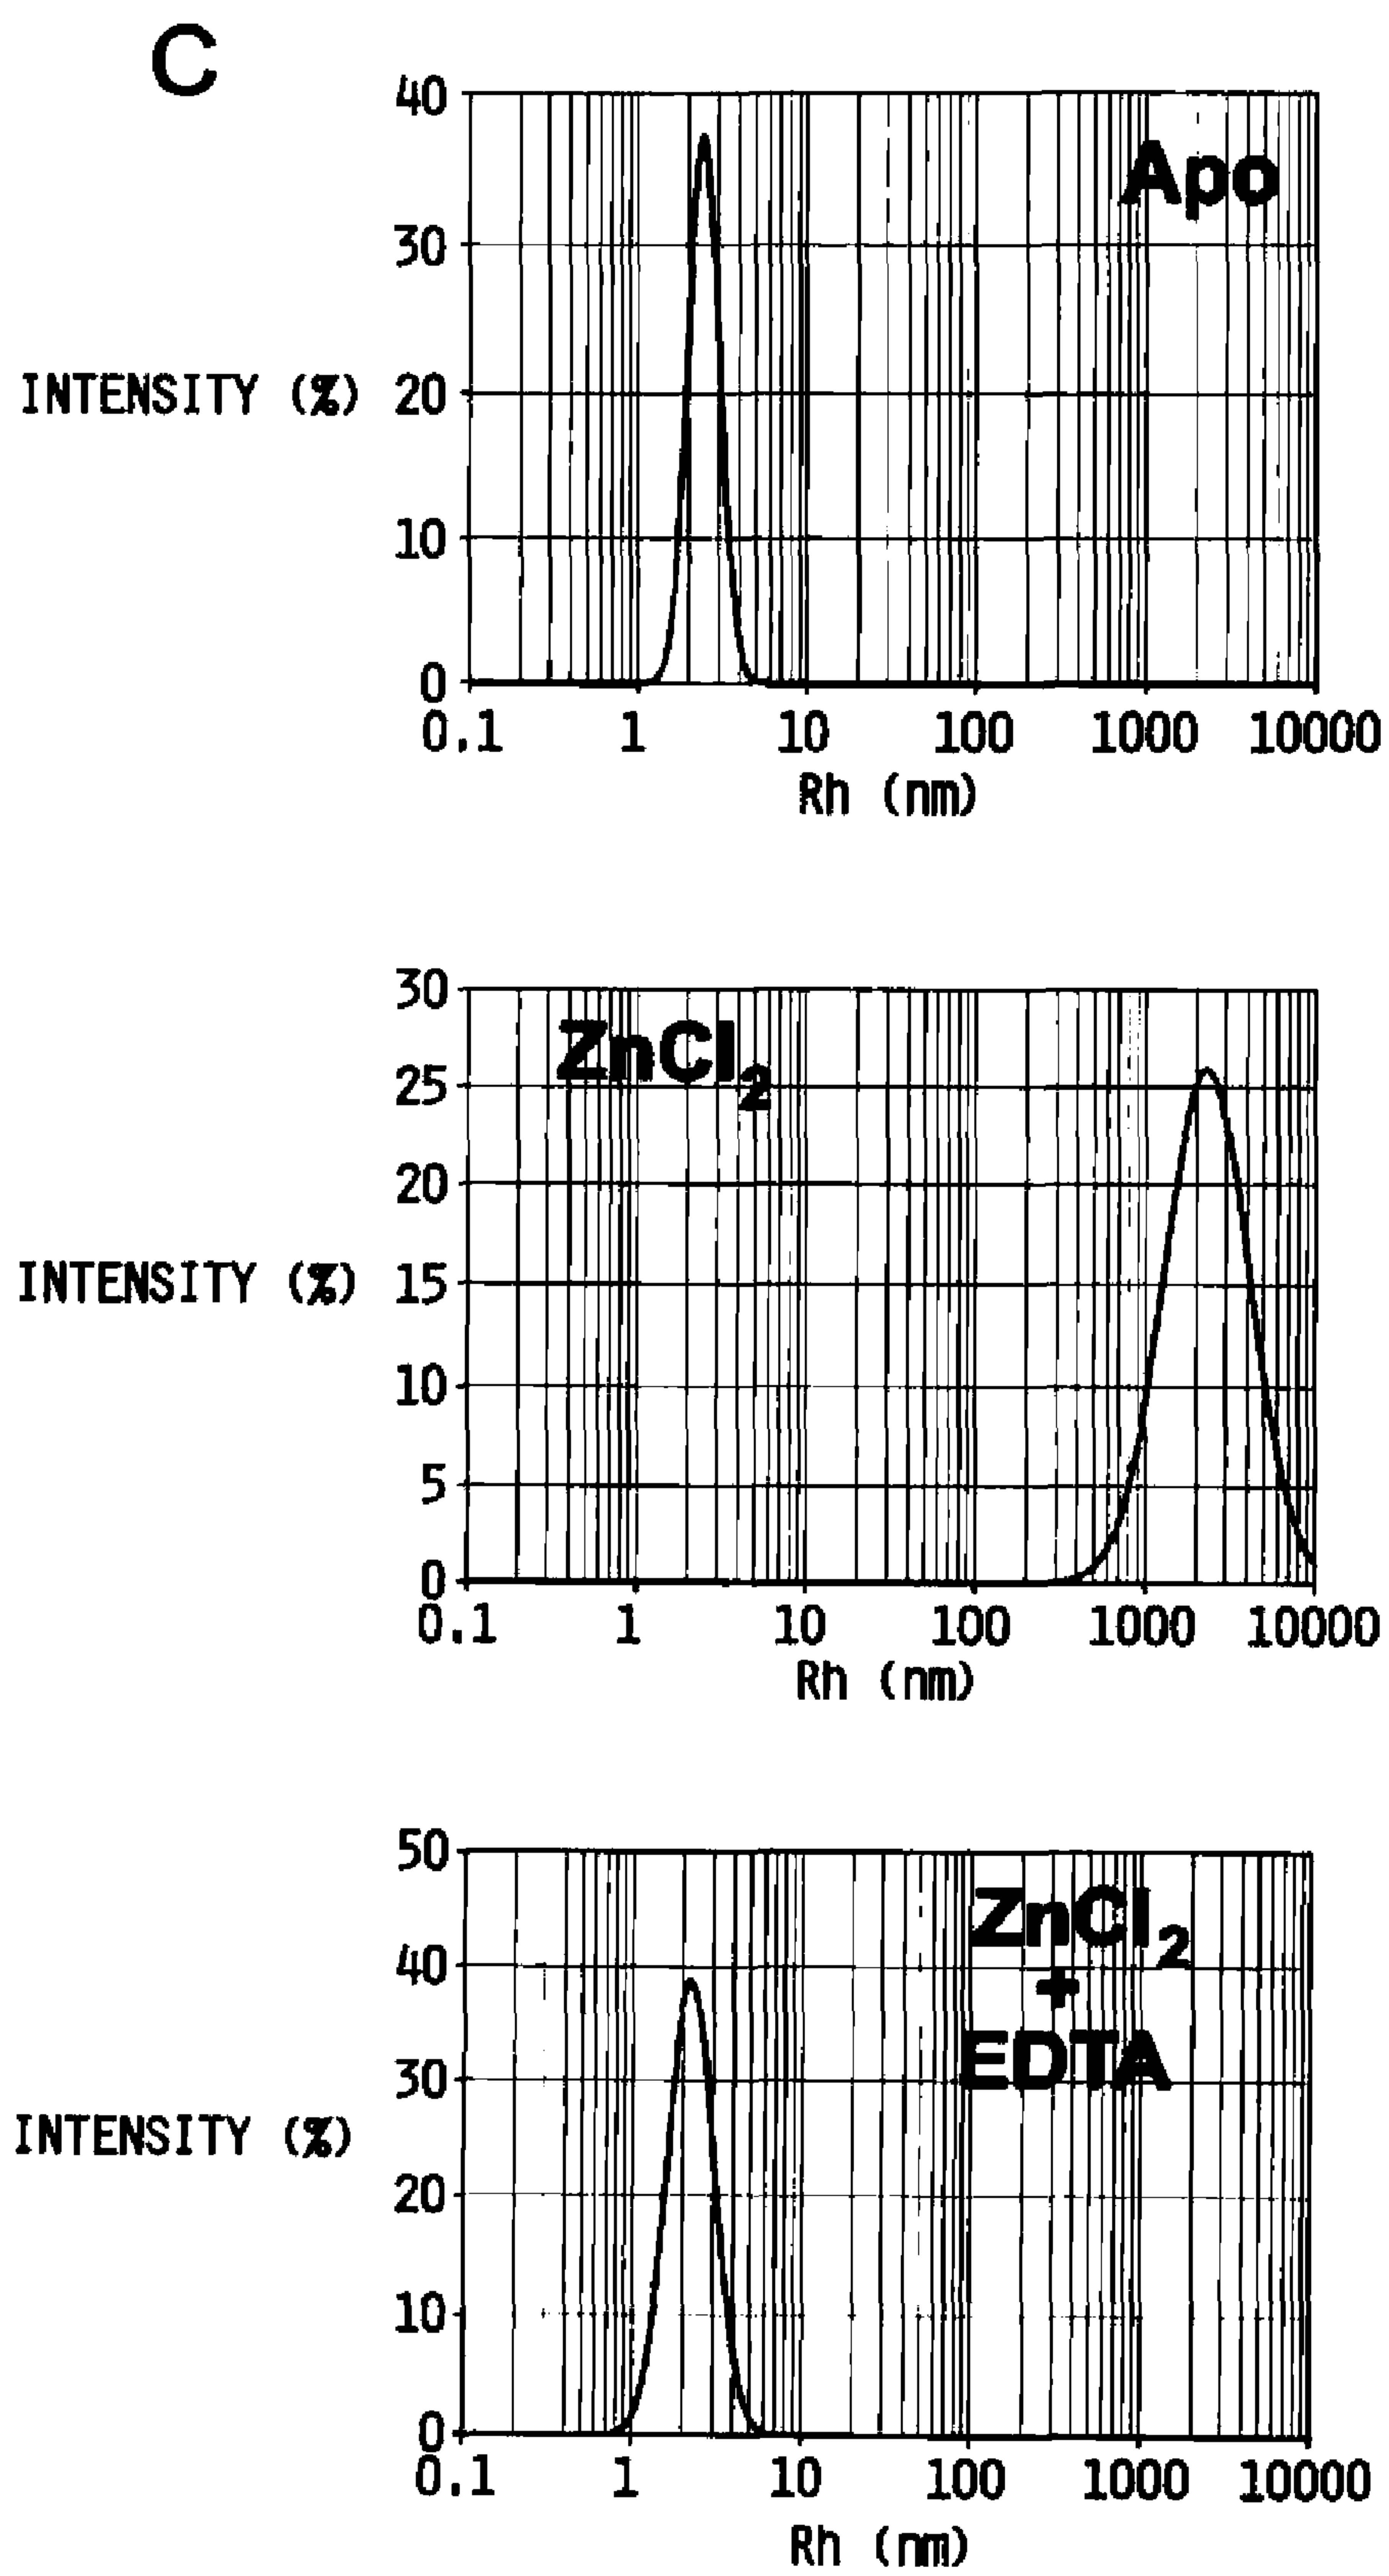 C
40
Apo
30
INTENSITY (%) 20
10
0
0.1 1 10 100 1000 10000
Rh (nm)
30
ZnCl2
25
20
INTENSITY (%) 15
10
5
0
0.1 1 10 100 1000 10000
Rh (nm)
50
ZnCl2
40
+
30 EDTA
INTENSITY (%)
20
10
0
0.1 1 10 100 1000 10000
Rh (nm)